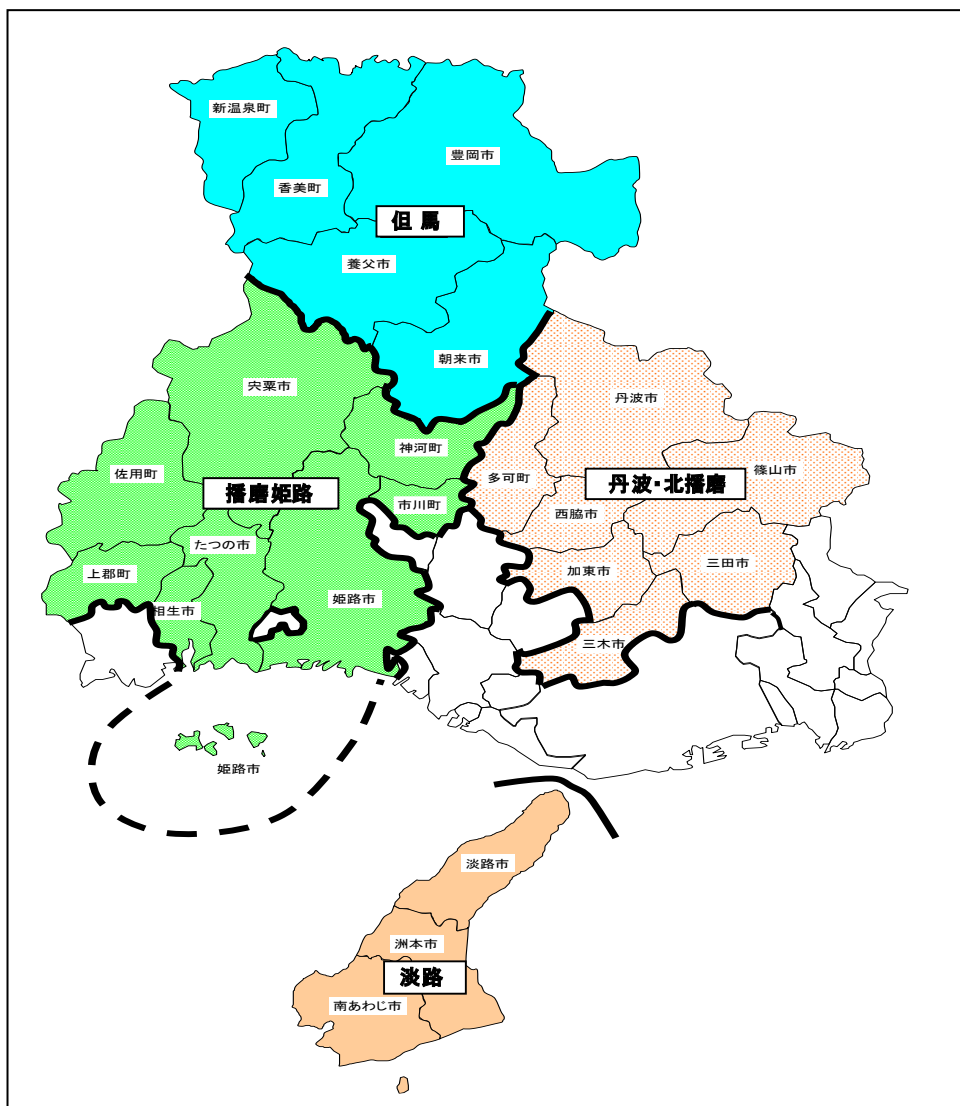 新温泉町
豊岡市
香美町
但馬
養父市
朝来市
宍粟市
丹波市
神河町
篠山市
佐用町
多可町
播磨姫路
丹波・北播磨
市川町
西脇市
たつの市
三田市
加東市
上郡町
姫路市
相生市
三木市
姫路市
淡路市
洲本市
淡路
南あわじ市